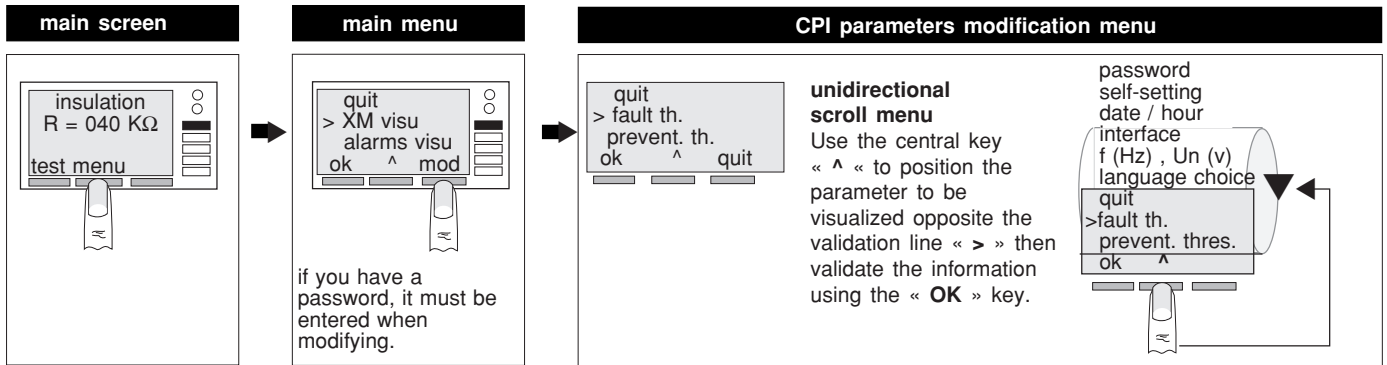 main screen
insulation
R = 040 KΩ
test menu
main menu
quit
> XM visu
alarms visu
ok ^ mod
if you have a
password, it must be
entered when
modifying.
CPI parameters modification menu
quit
> fault th.
prevent. th.
ok ^ quit
unidirectional
scroll menu
Use the central key
« ^ « to position the
parameter to be
visualized opposite the
validation line « > » then
validate the information
using the « OK » key.
password
self-setting
date / hour
interface
f (Hz) , Un (v)
language choice
quit
>fault th.
prevent. thres.
ok ^